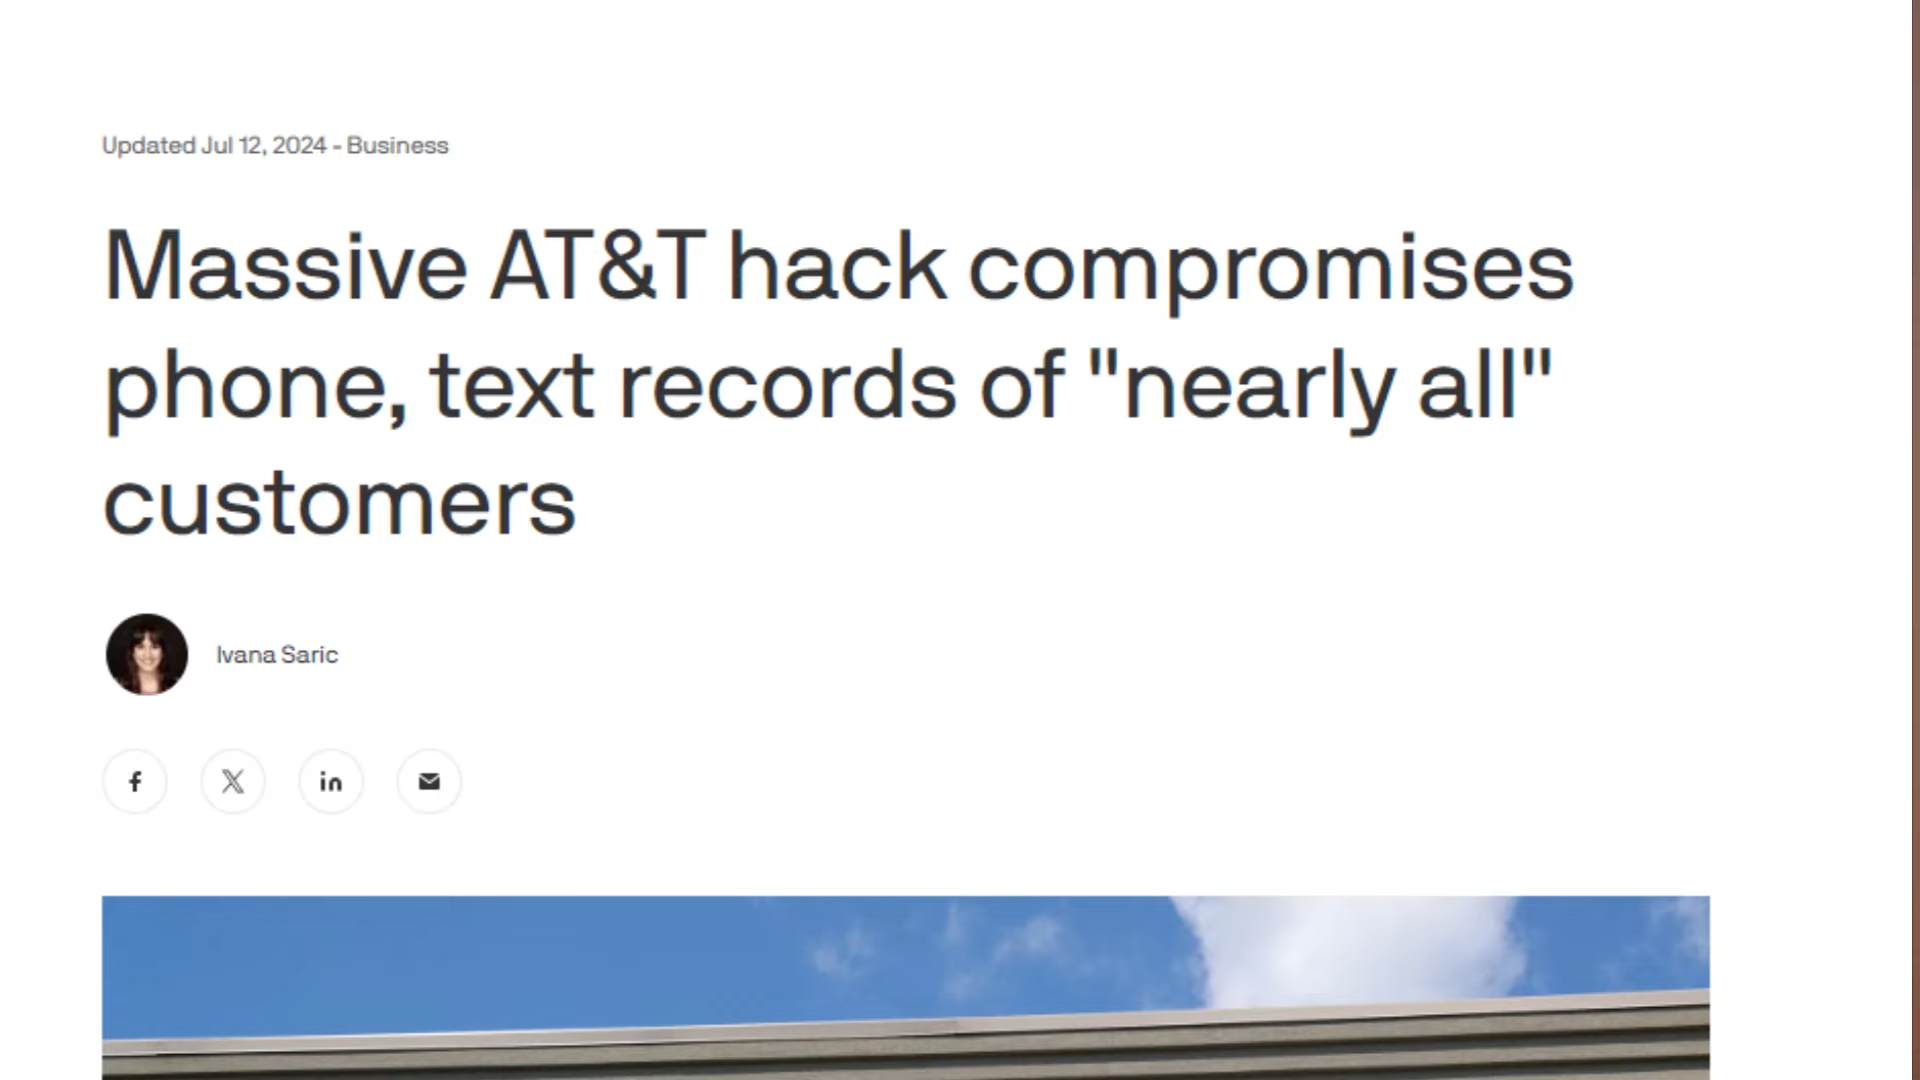 Updated Jul 12, 2024 - Business
Massive AT&T hack compromises
phone, text records of "nearly all"
customers
Ivana Saric